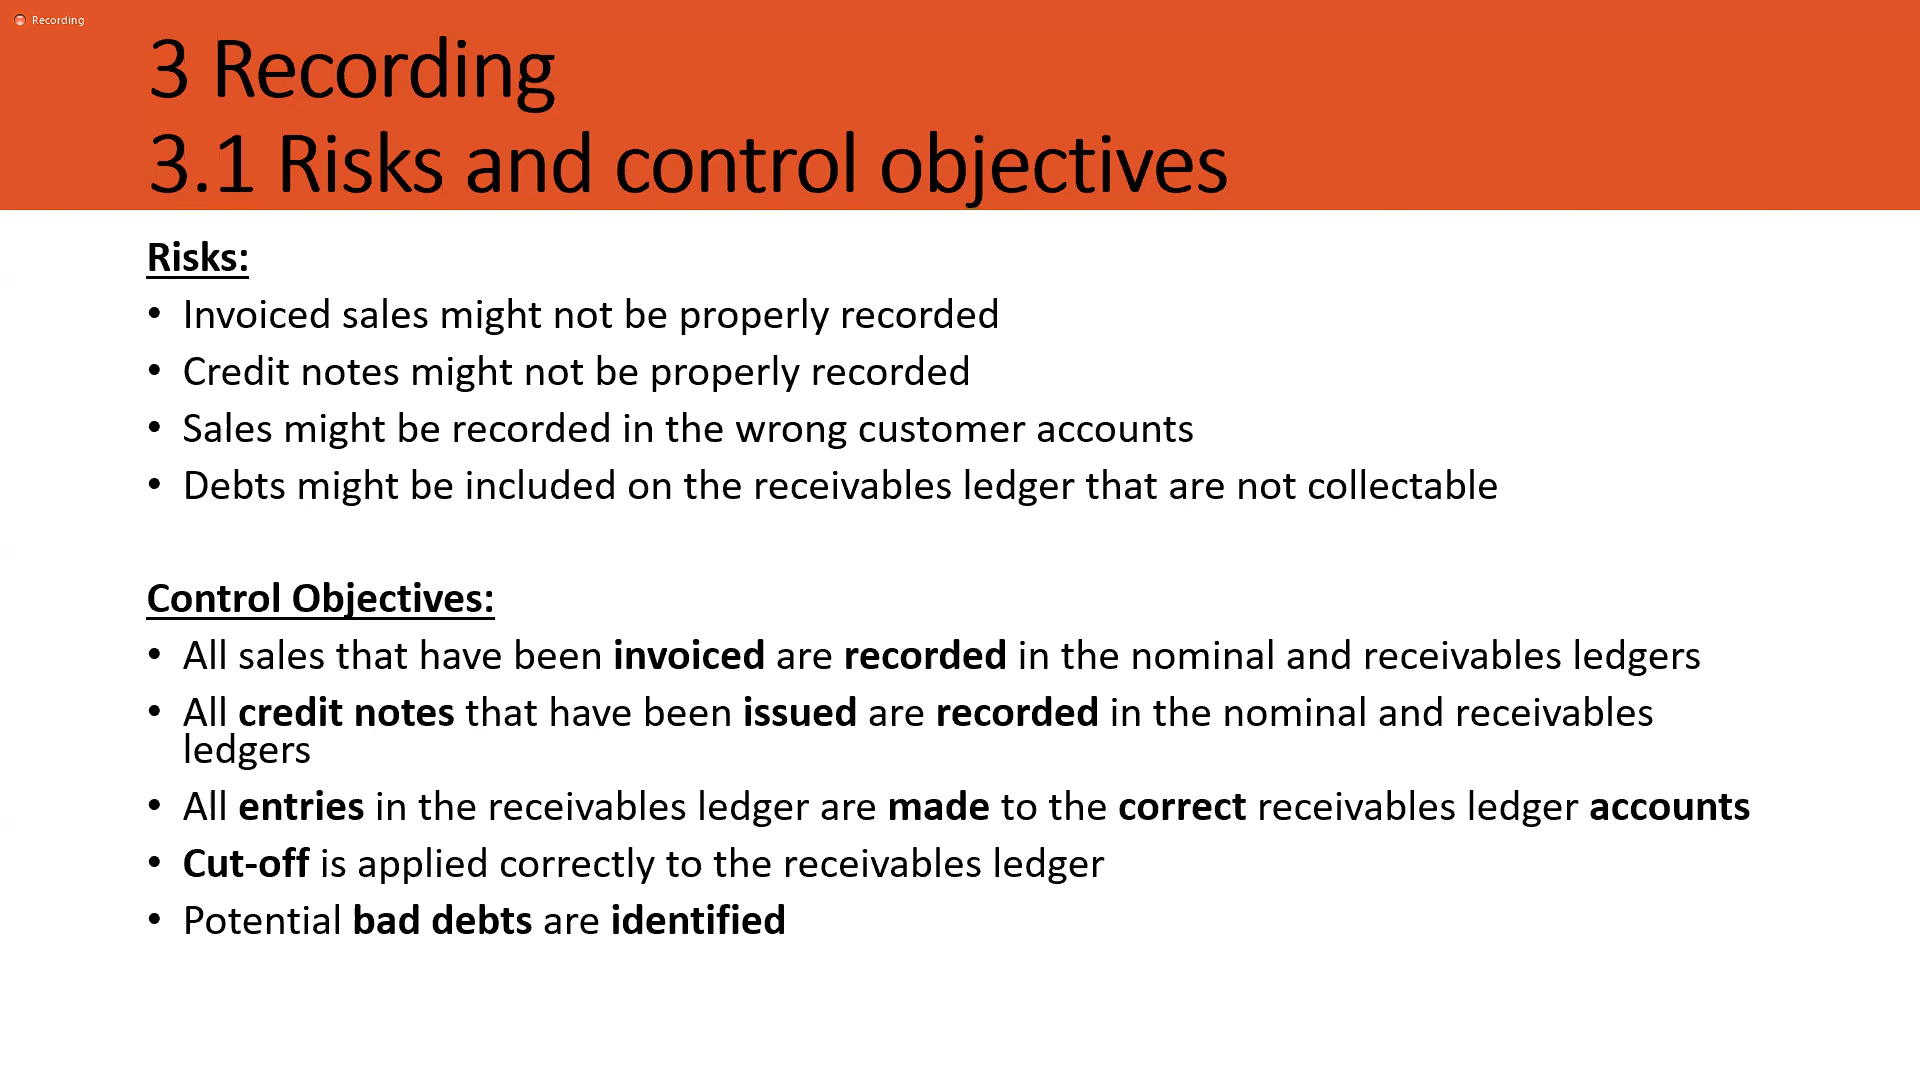 Recording
3 Recording
3.1 Risks and control objectives
Risks:
• Invoiced sales might not be properly recorded
• Credit notes might not be properly recorded
• Sales might be recorded in the wrong customer accounts
• Debts might be included on the receivables ledger that are not collectable
Control Objectives:
• All sales that have been invoiced are recorded in the nominal and receivables ledgers
• All credit notes that have been issued are recorded in the nominal and receivables
ledgers
• All entries in the receivables ledger are made to the correct receivables ledger accounts
• Cut-off is applied correctly to the receivables ledger
• Potential bad debts are identified